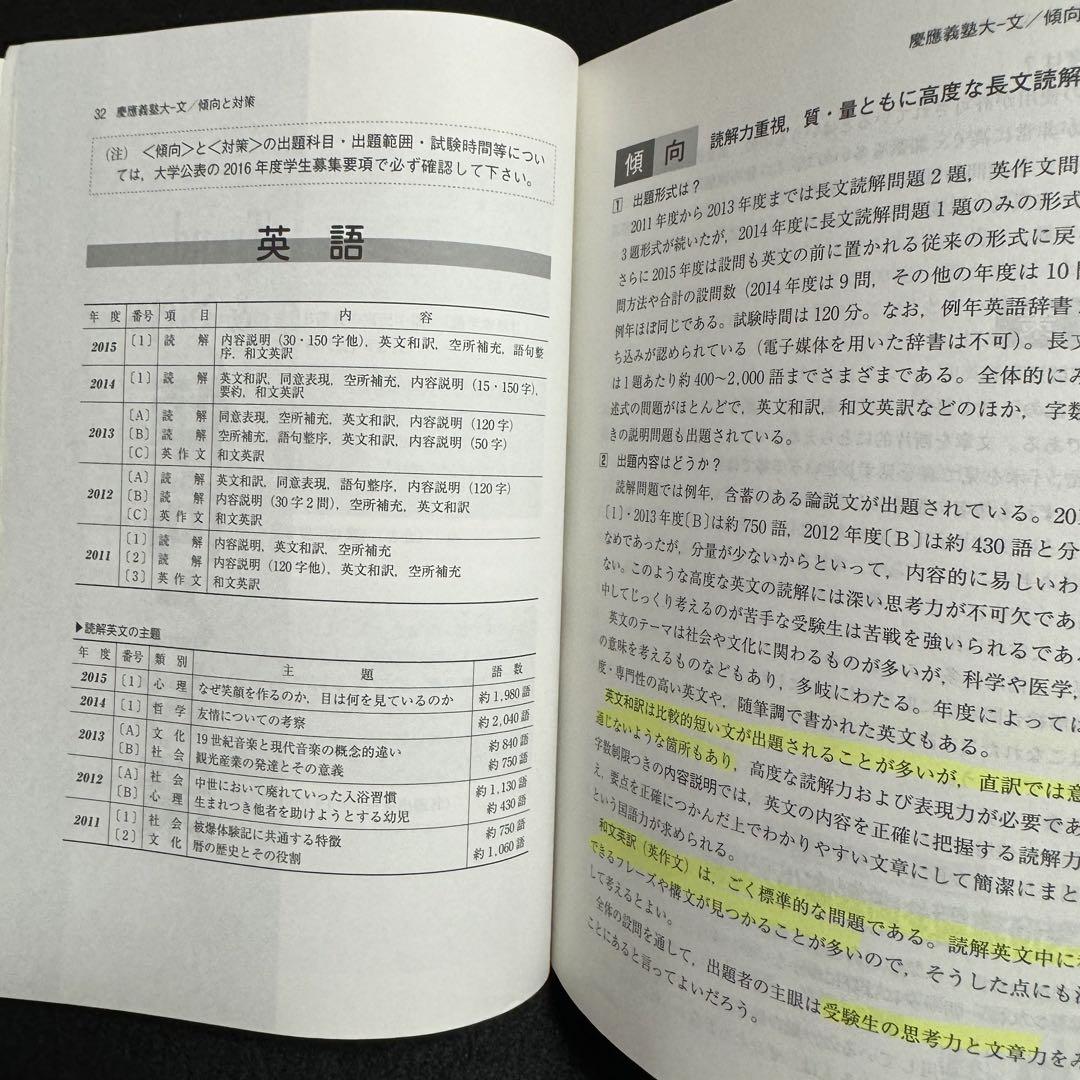 32 慶應義塾大-文／傾向と対策
(注) ＜傾向＞と＜対策＞の出題科目・出題範囲・試験時間等につい
ては，大学公表の2016年度学生募集要項で必ず確認して下さい。
英 語
年 度 番号 項 目 内 容
2015 〔1〕 読 解 内容説明（30・150字他），英文和訳，空所補充，語句整
序，和文英訳
2014 〔1〕 読 解 英文和訳，同意表現，空所補充，内容説明（15・150字），
要約，和文英訳
2013 〔A〕 読 解 同意表現，空所補充，英文和訳，内容説明（120字）
〔B〕 読 解 空所補充，語句整序，英文和訳，内容説明（50字）
〔C〕 英作文 和文英訳
2012 〔A〕 読 解 英文和訳，同意表現，語句整序，内容説明（120字）
〔B〕 読 解 内容説明（30字2問），空所補充，英文和訳
〔C〕 英作文 和文英訳
2011 〔1〕 読 解 内容説明，英文和訳，空所補充
〔2〕 読 解 内容説明（120字他），英文和訳，空所補充
〔3〕 英作文 和文英訳
▶読解英文の主題
年 度 番号 類 別 主 題 語 数
2015 〔1〕 心 理 なぜ笑顔を作るのか，目は何を見ているのか 約1,980語
2014 〔1〕 哲 学 友情についての考察 約2,040語
2013 〔A〕 文 化 19世紀音楽と現代音楽の概念的違い 約840語
〔B〕 社 会 観光産業の発達とその意義 約750語
2012 〔A〕 社 会 中世において廃れていった入浴習慣 約1,130語
〔B〕 心 理 生まれつき他者を助けようとする幼児 約430語
2011 〔1〕 社 会 被爆体験記に共通する特徴 約750語
〔2〕 文 化 暦の歴史とその役割 約1,060語
慶應義塾大-文／傾向
読解力重視，質・量ともに高度な長文読解
傾 向
1 出題形式は？
2011年度から2013年度までは長文読解問題2題，英作文問
3題形式が続いたが，2014年度に長文読解問題1題のみの形式
さらに2015年度は設問も英文の前に置かれる従来の形式に戻
問方法や合計の設問数（2014年度は9問，その他の年度は10問
例年ほぼ同じである。試験時間は120分。なお，例年英語辞書
ち込みが認められている（電子媒体を用いた辞書は不可）。長文
は1題あたり約400～2,000語までさまざまである。全体的にみ
述式の問題がほとんどで，英文和訳，和文英訳などのほか，字数
きの説明問題も出題されている。
2 出題内容はどうか？
読解問題では例年，含蓄のある論説文が出題されている。20
〔1〕・2013年度〔B〕は約750語，2012年度〔B〕は約430語と分
なめであったが，分量が少ないからといって，内容的に易しいわ
ない。このような高度な英文の読解には深い思考力が不可欠であ
中してじっくり考えるのが苦手な受験生は苦戦を強いられるであ
英文のテーマは社会や文化に関わるものが多いが，科学や医学，
の意味を考えるものなどもあり，多岐にわたる。年度によっては
度・専門性の高い英文や，随筆調で書かれた英文もある。
英文和訳は比較的短い文が出題されることが多いが，直訳では意
通じないような箇所もあり，高度な読解力および表現力が必要であ
字数制限つきの内容説明では，英文の内容を正確に把握する読解力
え，要点を正確につかんだ上でわかりやすい文章にして簡潔にまと
という国語力が求められる。
和文英訳（英作文）は，ごく標準的な問題である。読解英文中に
できるフレーズや構文が見つかることが多いので，そうした点にも
して考えるとよい。
全体の設問を通して，出題者の主眼は受験生の思考力と文章力をみ
ことにあると言ってよいだろう。